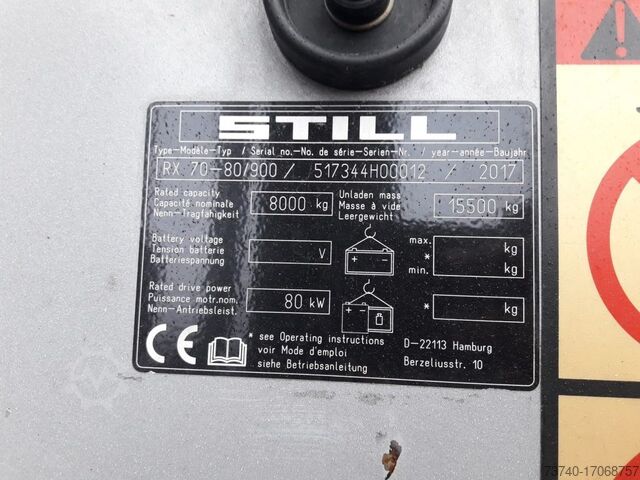 STILL
Type-Modèle-Typ / Serial no.-No. de série-Serien-Nr. / year-année-Baujahr
RX 70-80/900 / 517344H00012 / 2017
Rated capacity
Capacité nominale
Nenn-Tragfähigkeit
8000 kg
Unladen mass
Masse à vide
Leergewicht
15500 kg
Battery voltage
Tension batterie
Batteriespannung
V
max.
*
min.
kg
kg
Rated drive power
Puissance motr.nom.
Nenn-Antriebsleist.
80 kW
* kg
CE
* see Operating instructions
voir Mode d'emploi
siehe Betriebsanleitung
D-22113 Hamburg
Berzeliusstr. 10
73740-17068757